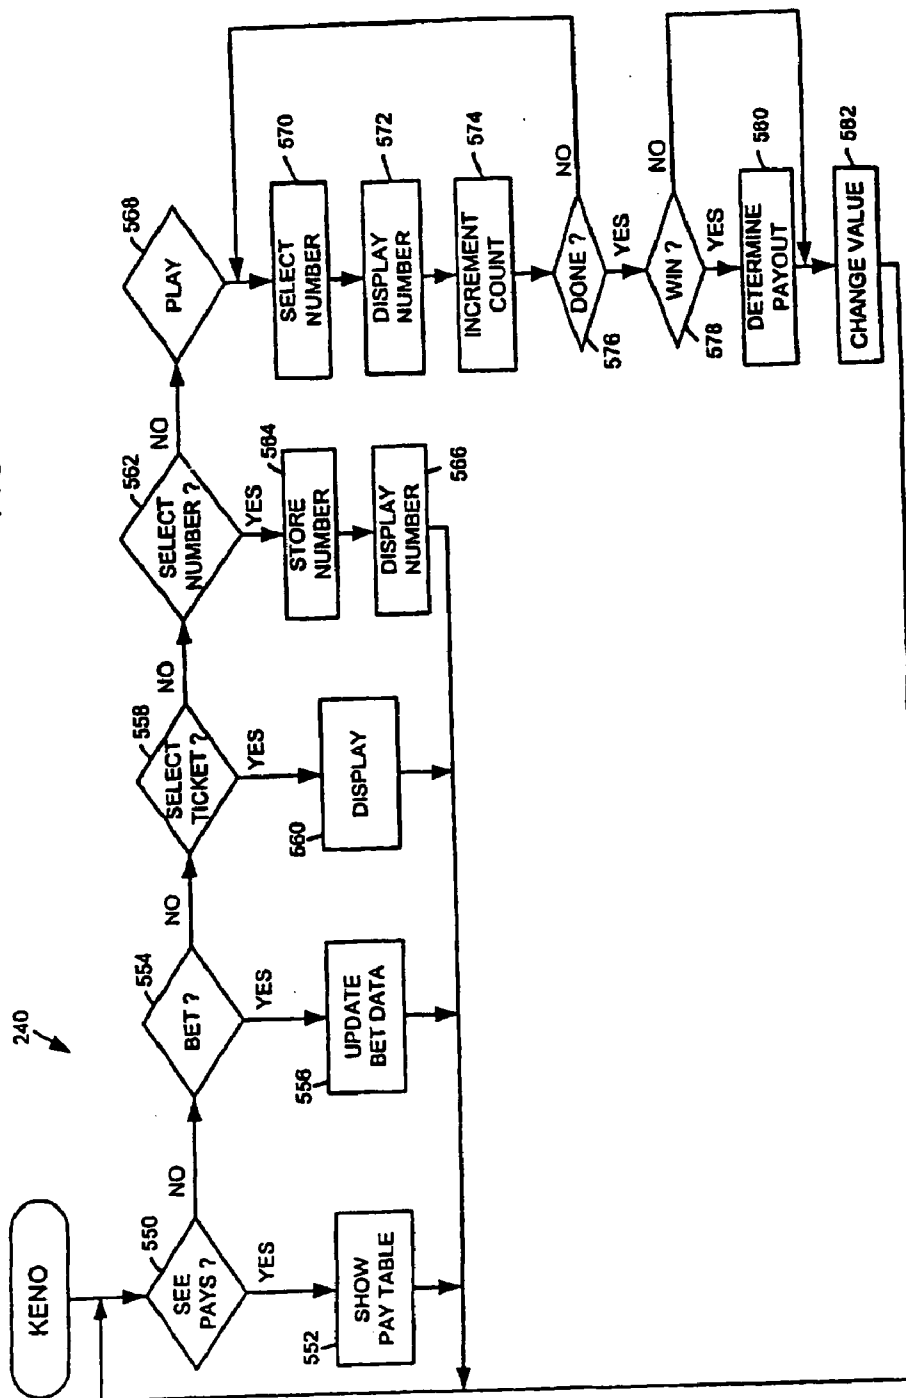 240
KENO
550
SEE
PAYS ?
NO
YES
552
SHOW
PAY TABLE
554
BET ?
NO
YES
556
UPDATE
BET DATA
558
SELECT
TICKET ?
NO
YES
560
DISPLAY
562
SELECT
NUMBER ?
NO
YES
564
STORE
NUMBER
566
DISPLAY
NUMBER
568
PLAY
570
SELECT
NUMBER
572
DISPLAY
NUMBER
574
INCREMENT
COUNT
576
DONE ?
NO
YES
578
WIN ?
NO
YES
580
DETERMINE
PAYOUT
582
CHANGE VALUE